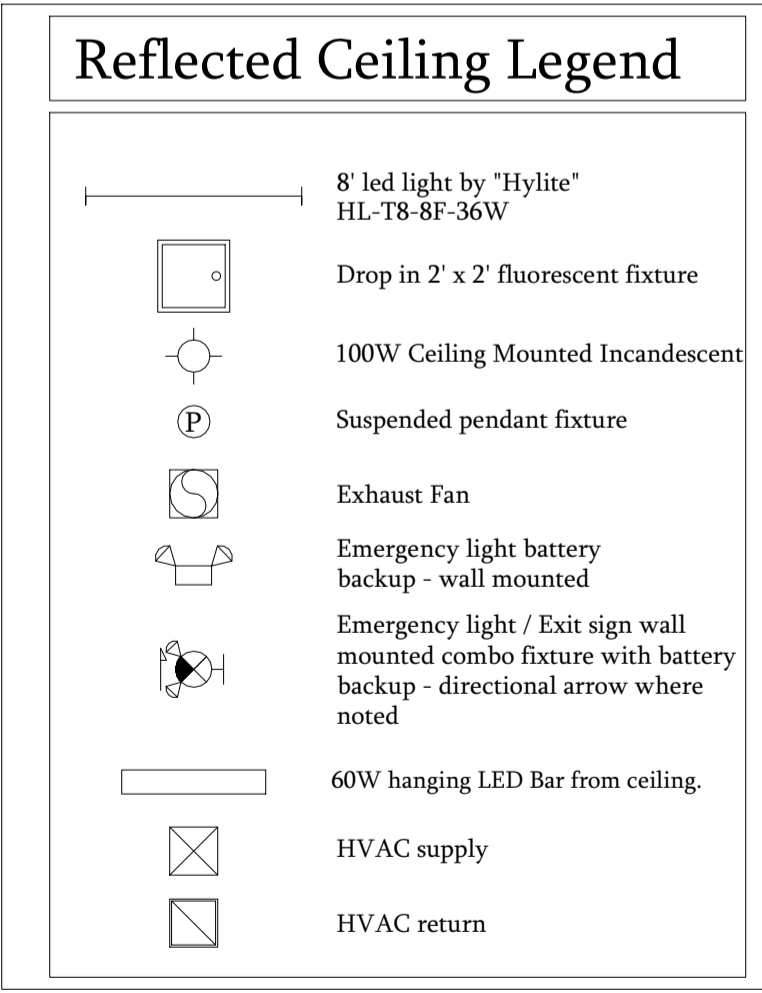 Reflected Ceiling Legend
8' led light by "Hylite"
HL-T8-8F-36W
Drop in 2' x 2' fluorescent fixture
100W Ceiling Mounted Incandescent
P
Suspended pendant fixture
Exhaust Fan
Emergency light battery
backup - wall mounted
Emergency light / Exit sign wall
mounted combo fixture with battery
backup - directional arrow where
noted
60W hanging LED Bar from ceiling.
HVAC supply
HVAC return